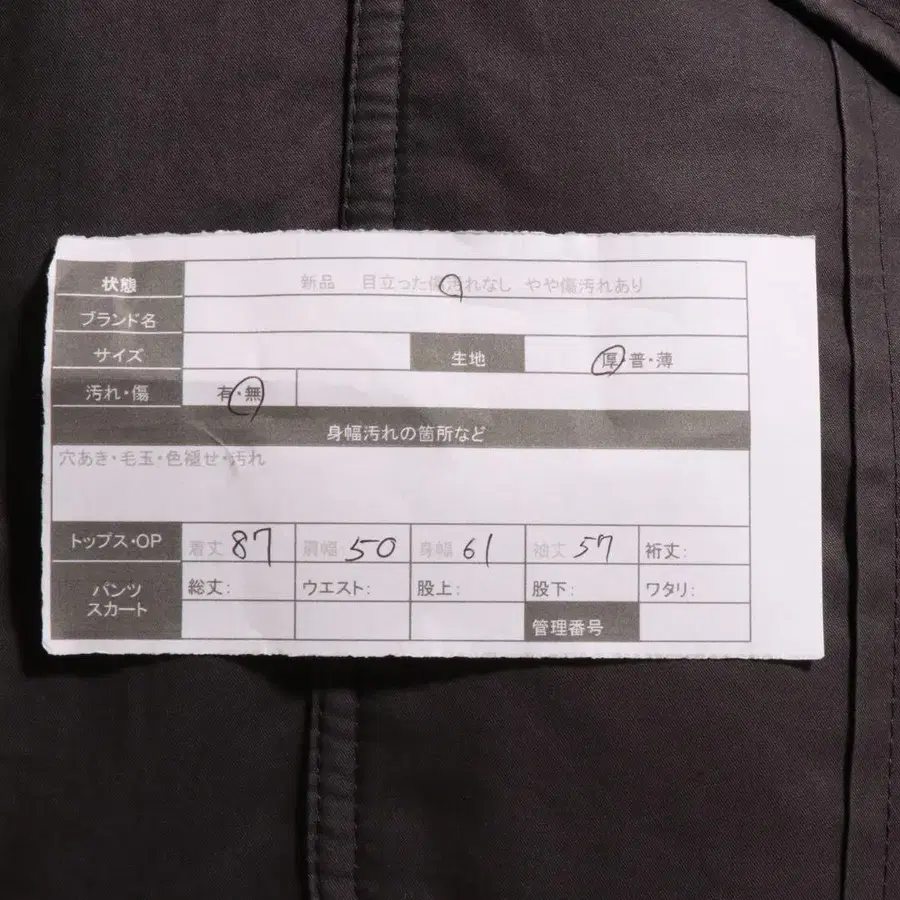 状態 新品 目立った傷汚れなし やや傷汚れあり
ブランド名
サイズ 生地 厚・普・薄
汚れ・傷 有・無
身幅汚れの箇所など
穴あき・毛玉・色褪せ・汚れ
トップス・OP 着丈 87 肩幅 50 身幅 61 袖丈 57 裄丈:
パンツ 総丈: ウエスト: 股上: 股下: ワタリ:
スカート
管理番号